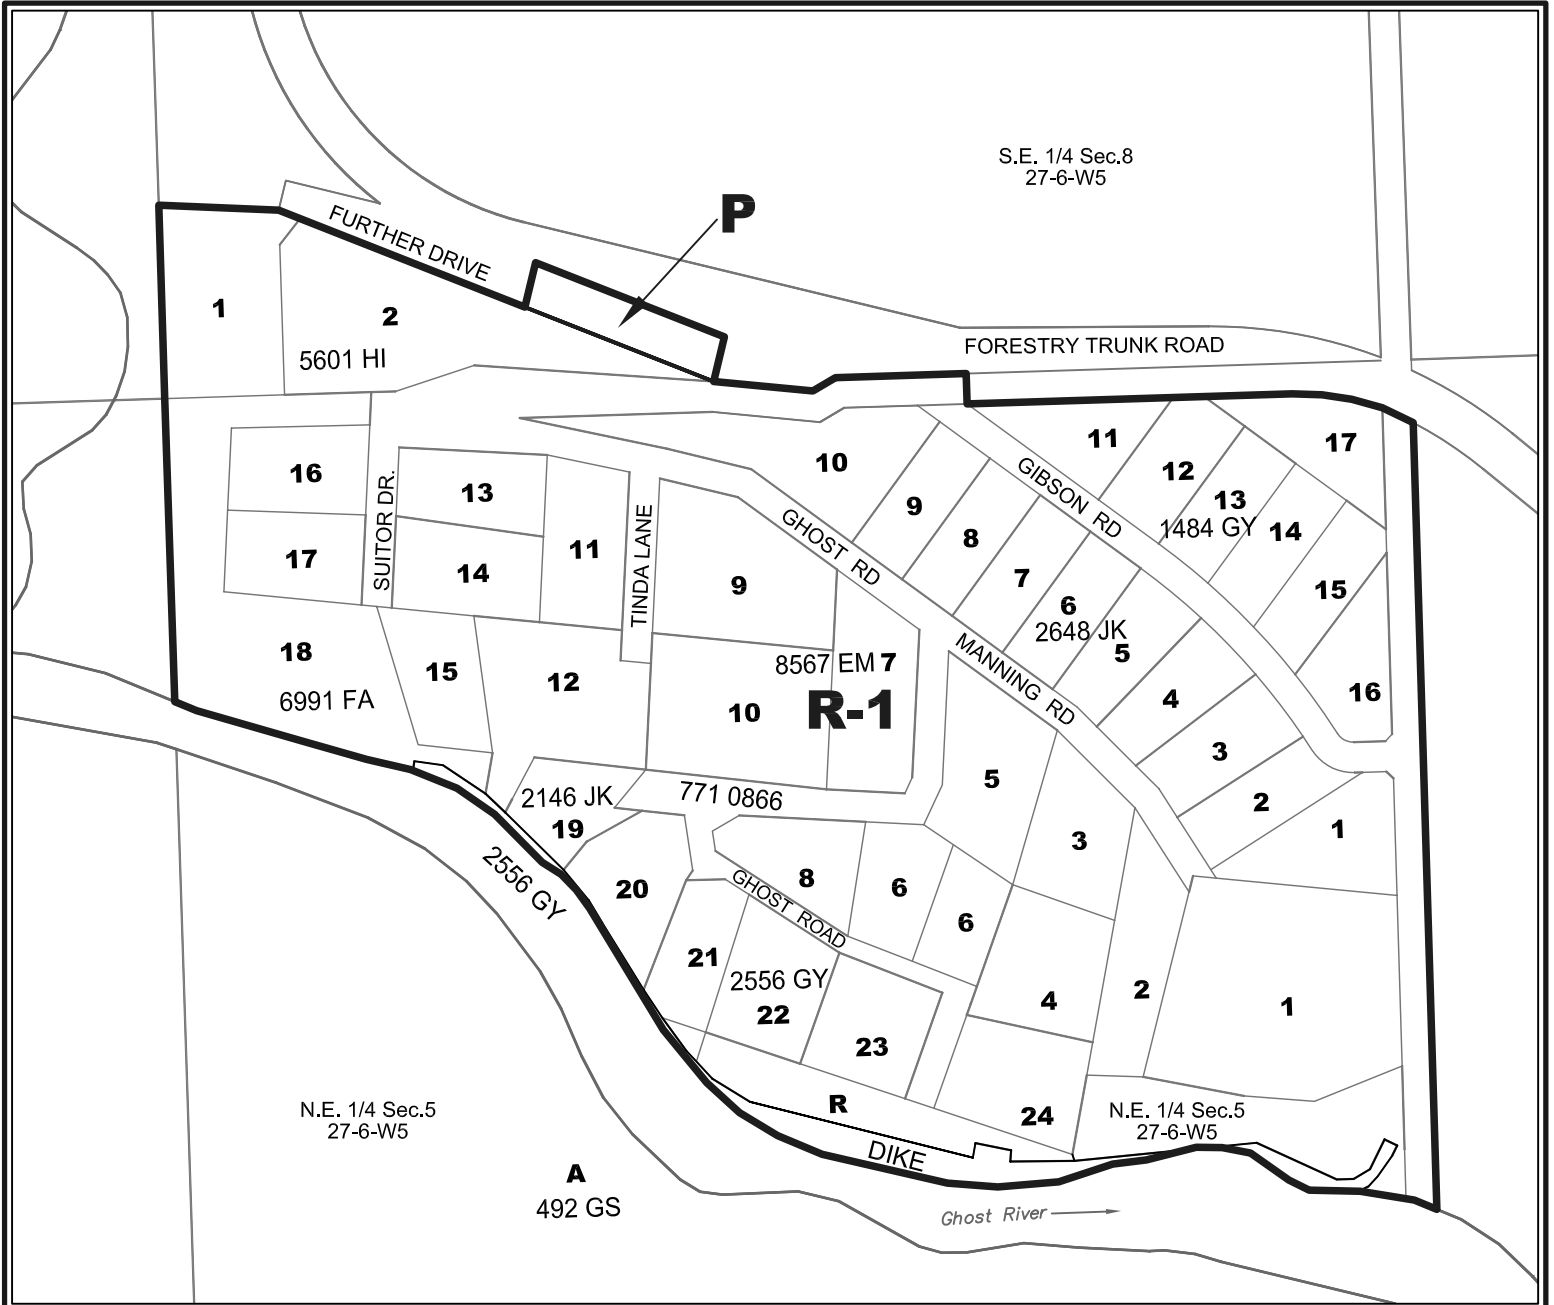 S.E. 1/4 Sec.8
27-6-W5
P
FURTHER DRIVE
1
2
5601 HI
FORESTRY TRUNK ROAD
11
17
10
GIBSON RD
12
13
1484 GY
14
9
8
7
6
2648 JK
5
15
16
4
3
2
1
16
17
SUITOR DR.
13
14
11
TINDA LANE
9
GHOST RD
MANNING RD
18
6991 FA
15
12
8567 EM
7
10
R-1
5
3
2146 JK
19
771 0866
2556 GY
20
8
GHOST ROAD
6
6
21
2556 GY
22
23
4
2
1
R
24
N.E. 1/4 Sec.5
27-6-W5
N.E. 1/4 Sec.5
27-6-W5
DIKE
A
492 GS
Ghost River